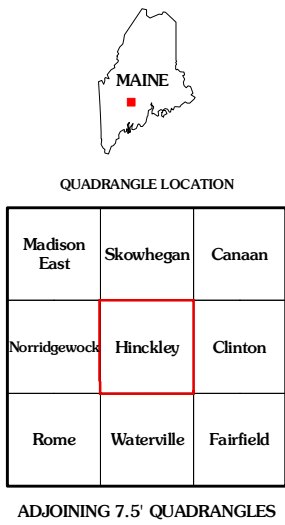 MAINE
QUADRANGLE LOCATION
Madison
East
Skowhegan
Canaan
Norridgewock
Hinckley
Clinton
Rome
Waterville
Fairfield
ADJOINING 7.5' QUADRANGLES